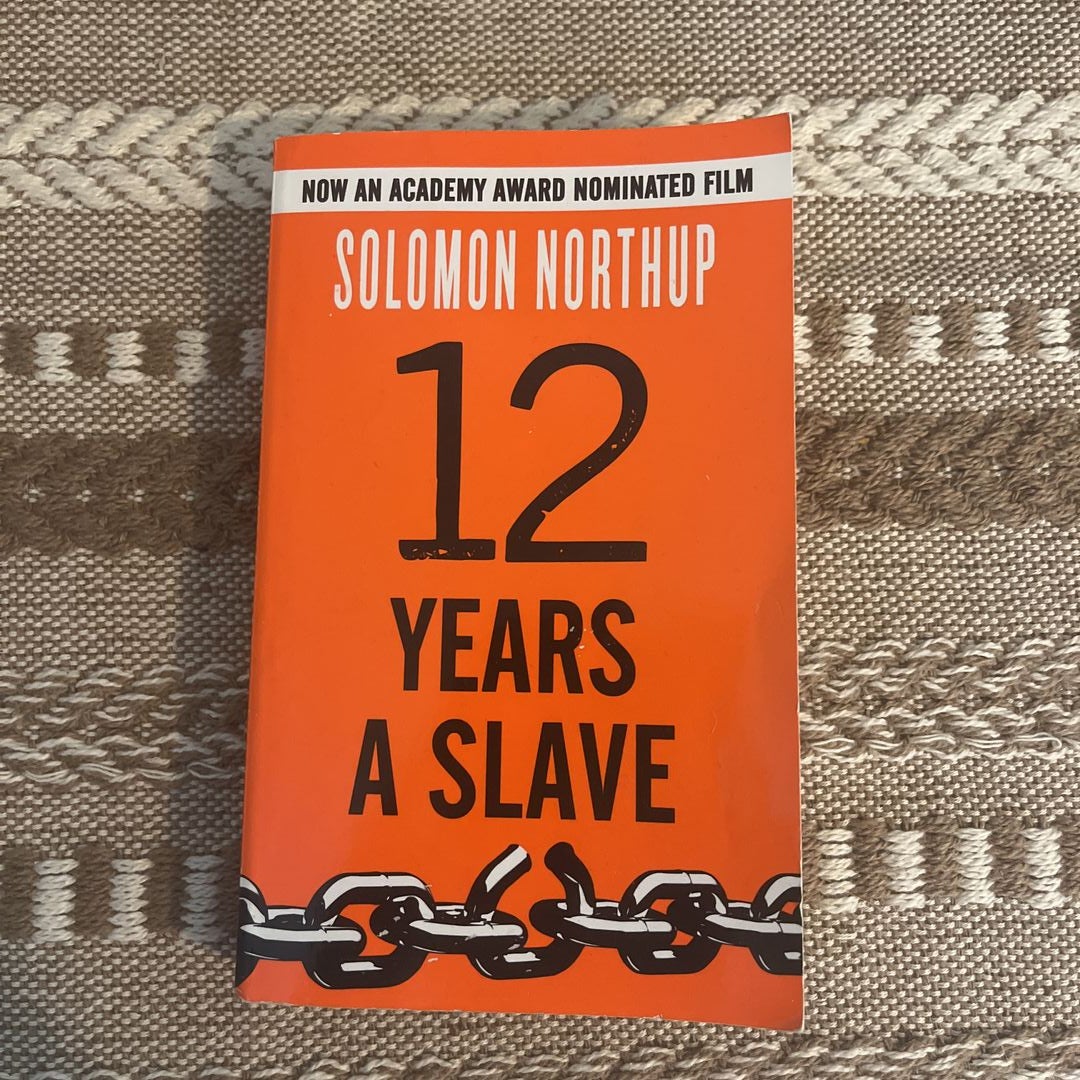 NOW AN ACADEMY AWARD NOMINATED FILM
SOLOMON NORTHUP
12
YEARS
A SLAVE